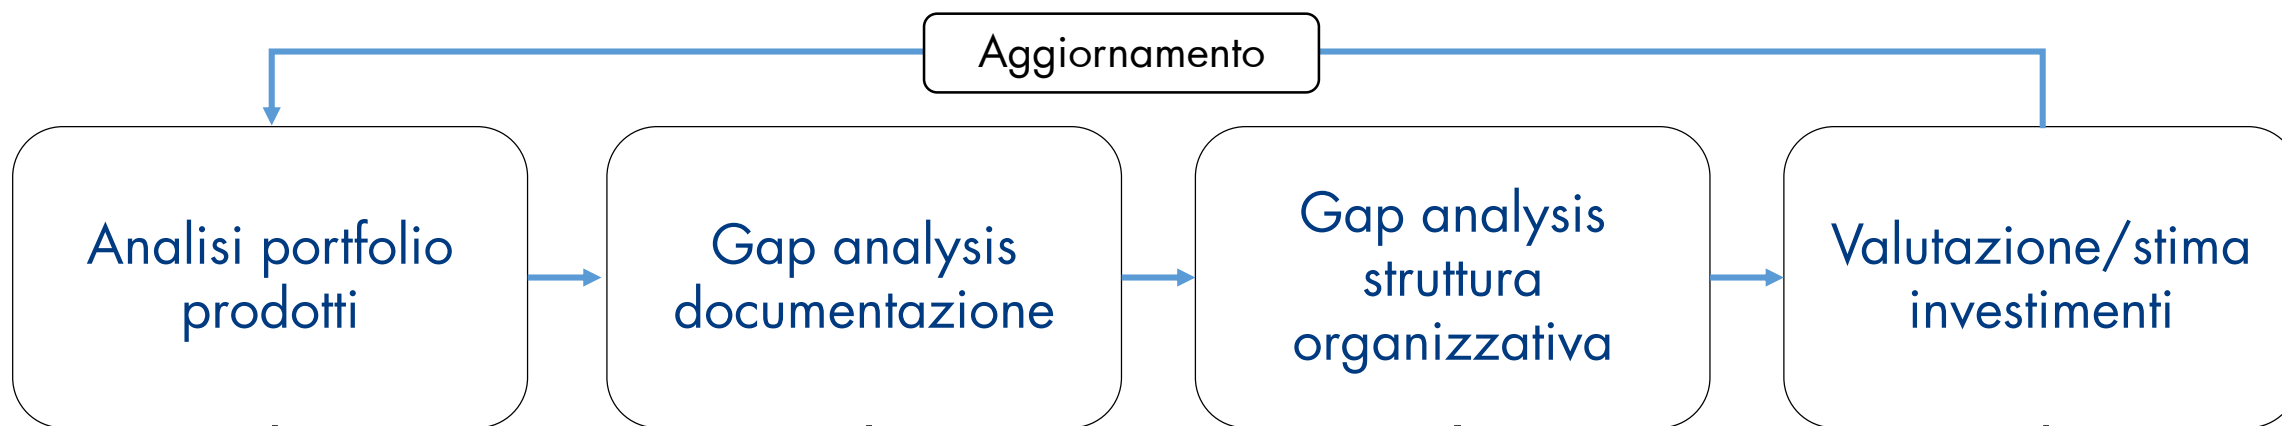 Aggiornamento
Analisi portfolio
prodotti
Gap analysis
documentazione
Gap analysis
struttura
organizzativa
Valutazione/stima
investimenti